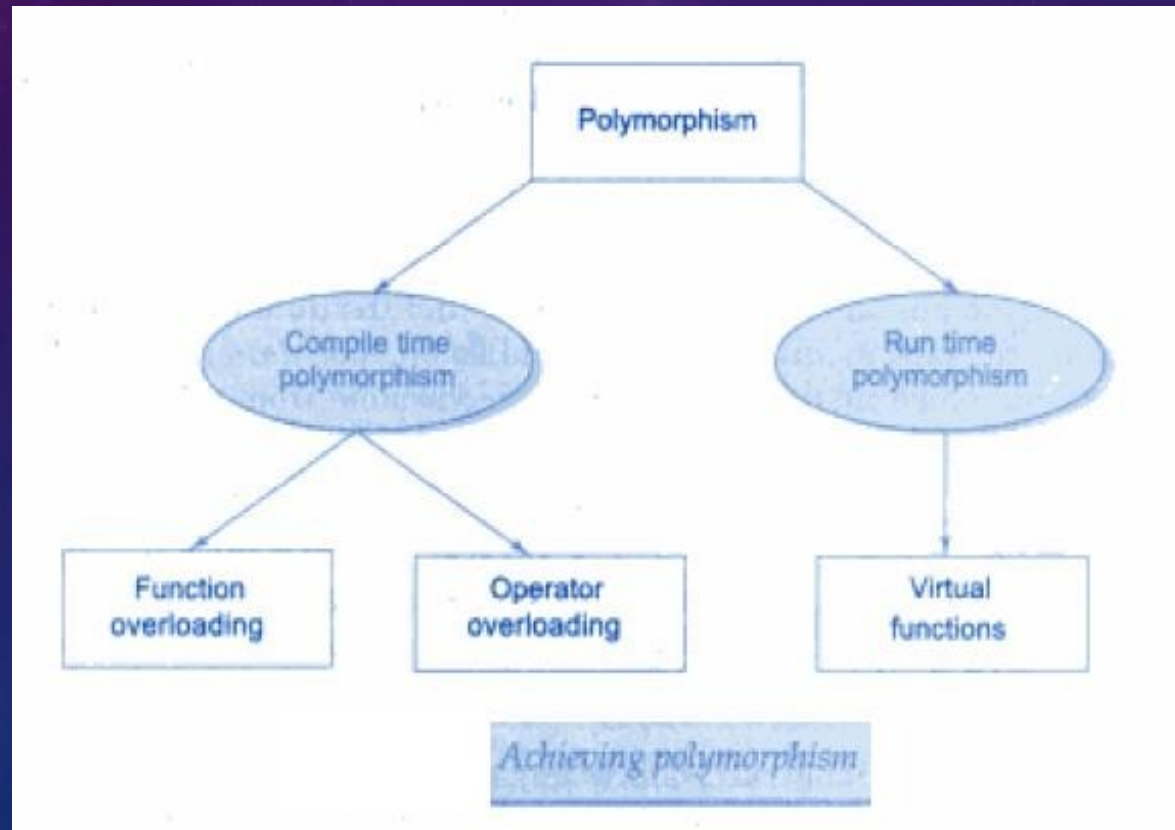 Polymorphism
Compile time
polymorphism
Run time
polymorphism
Function
overloading
Operator
overloading
Virtual
functions
Achieving polymorphism